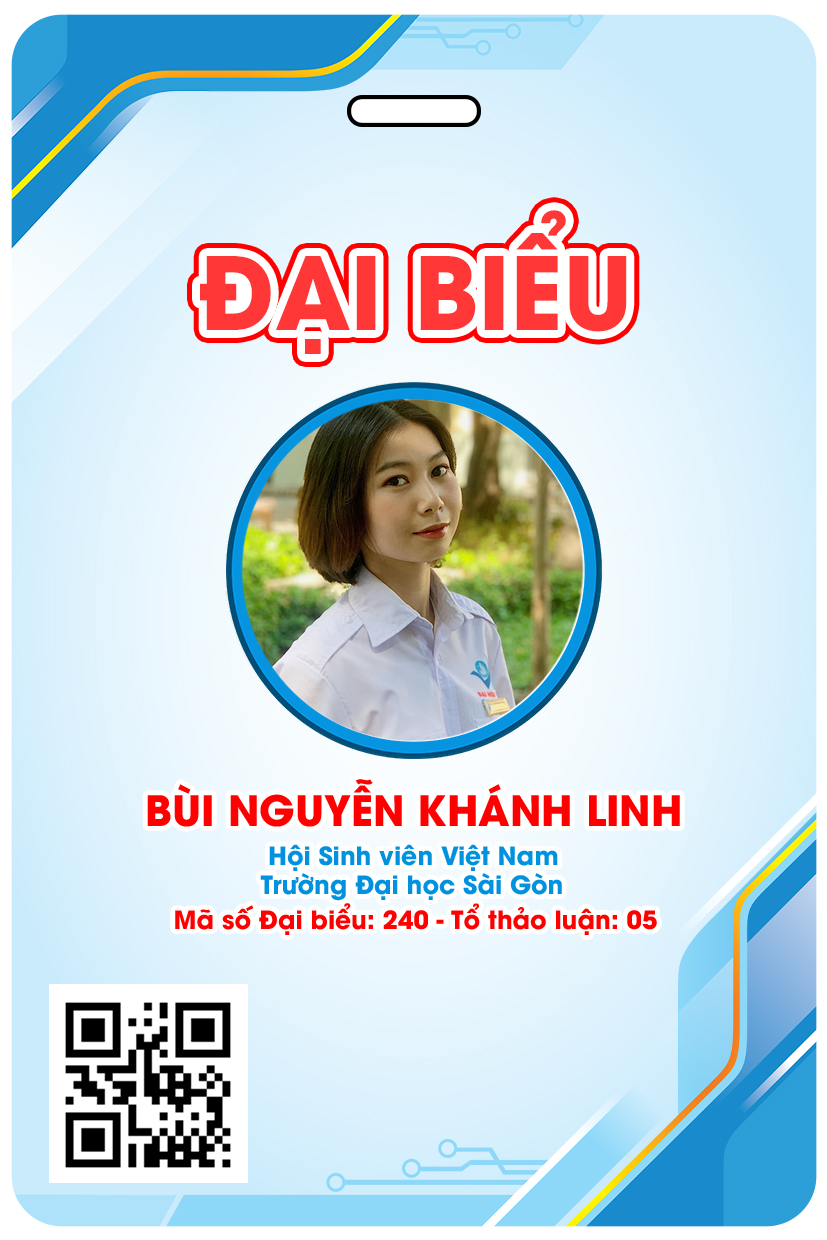 ĐẠI BIỂU
BÙI NGUYỄN KHÁNH LINH
Hội Sinh viên Việt Nam
Trường Đại học Sài Gòn
Mã số Đại biểu: 240 - Tổ thảo luận: 05